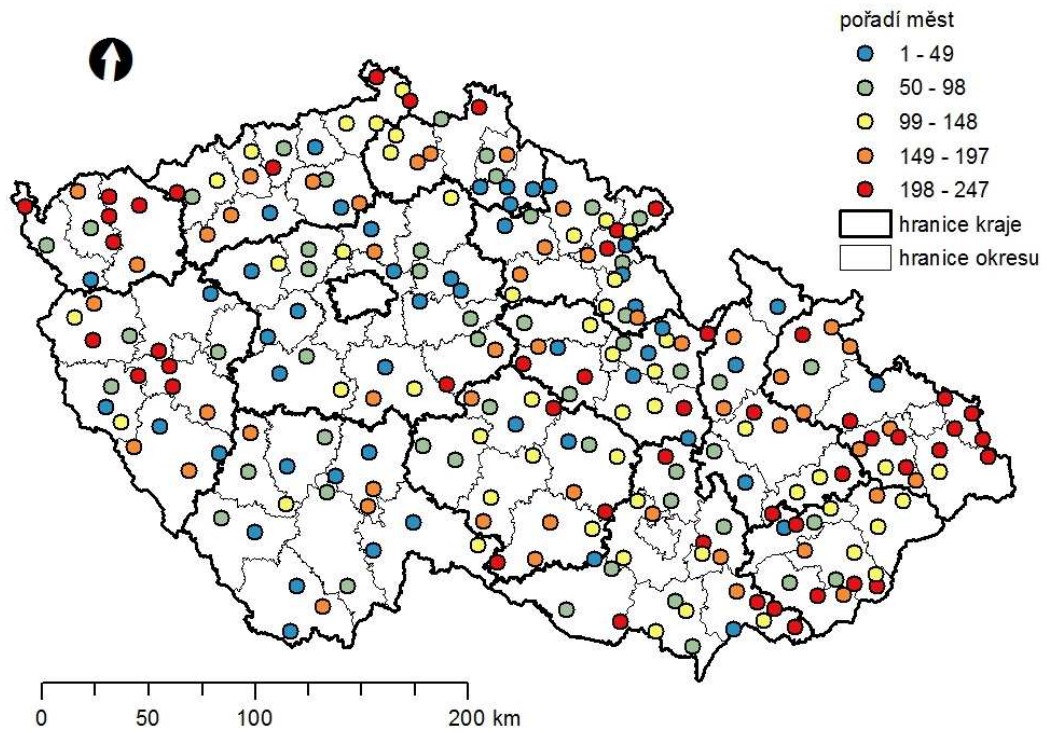 pořadí měst
1 - 49
50 - 98
99 - 148
149 - 197
198 - 247
hranice kraje
hranice okresu
0 50 100 200 km